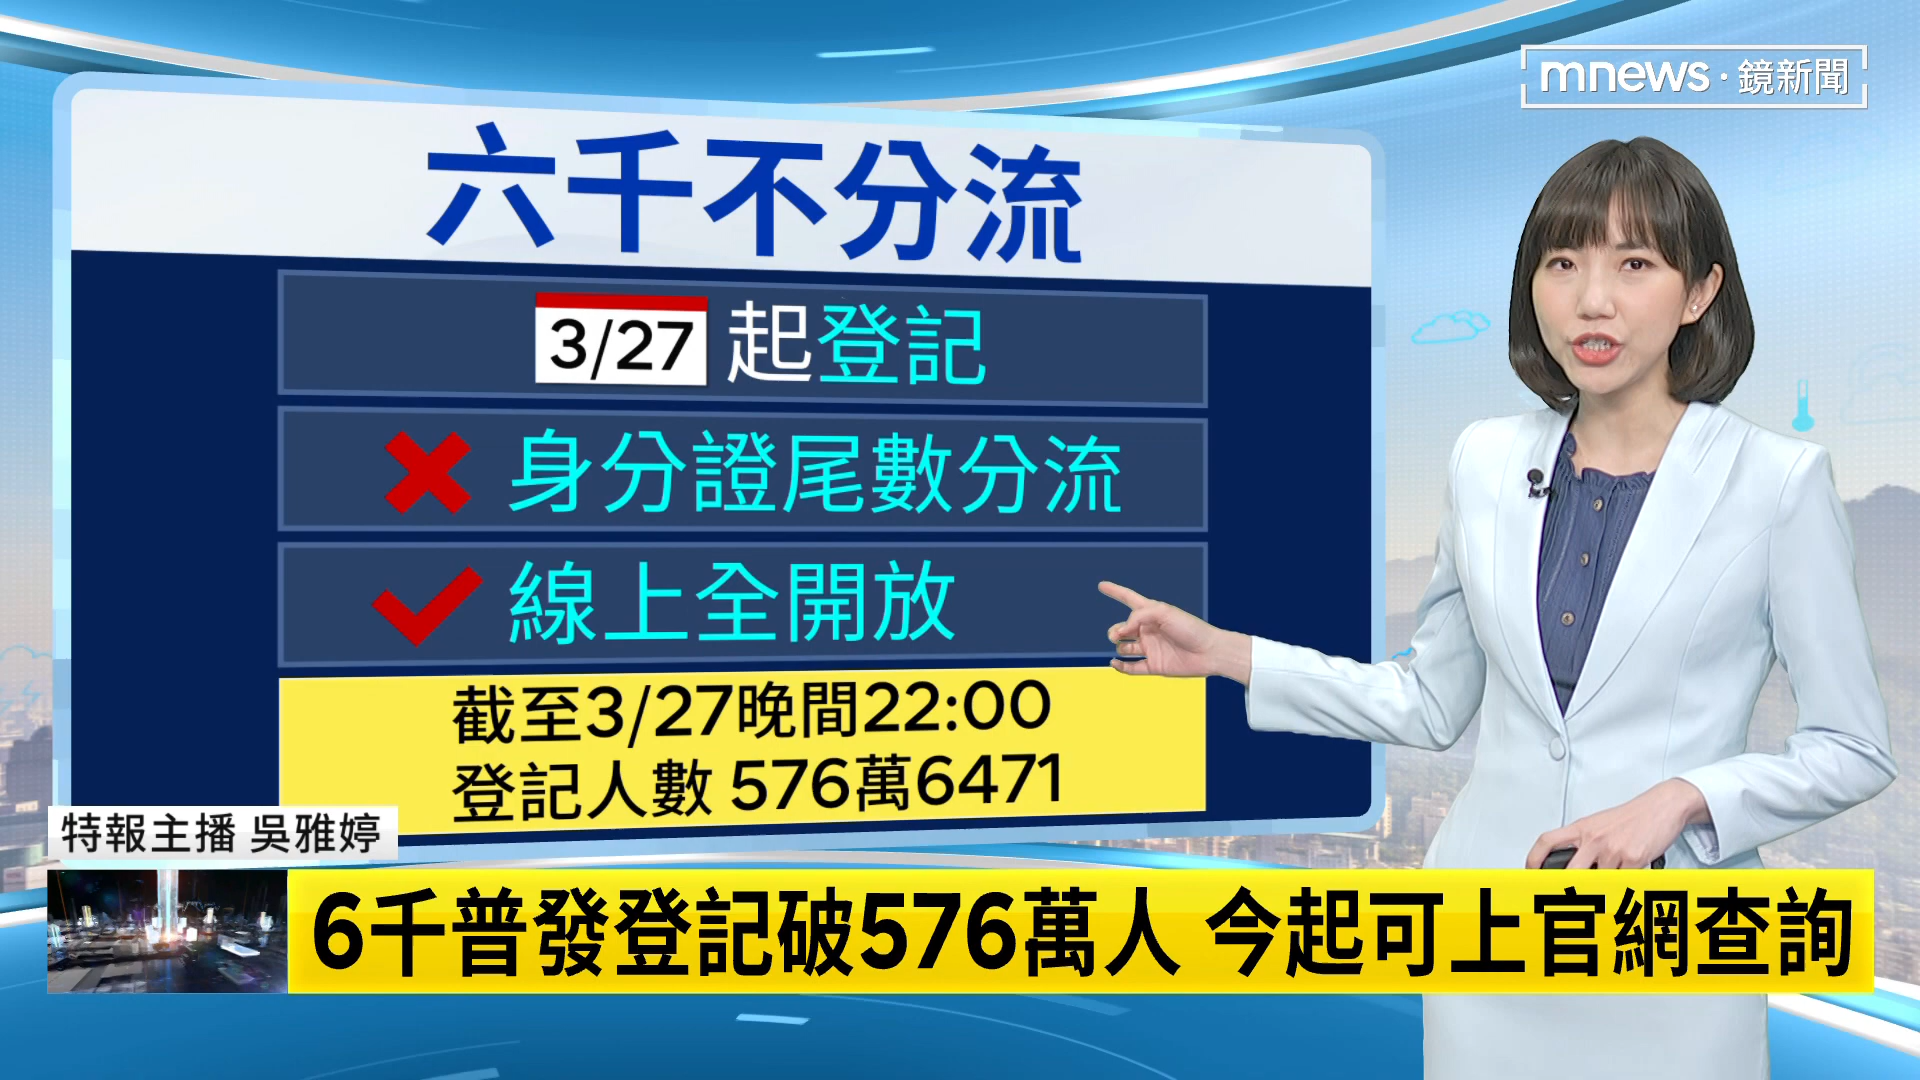 mnews·鏡新聞
六千不分流
3/27 起登記
身分證尾數分流
線上全開放
截至3/27晚間22:00
登記人數 576萬6471
特報主播 吳雅婷
6千普發登記破576萬人 今起可上官網查詢